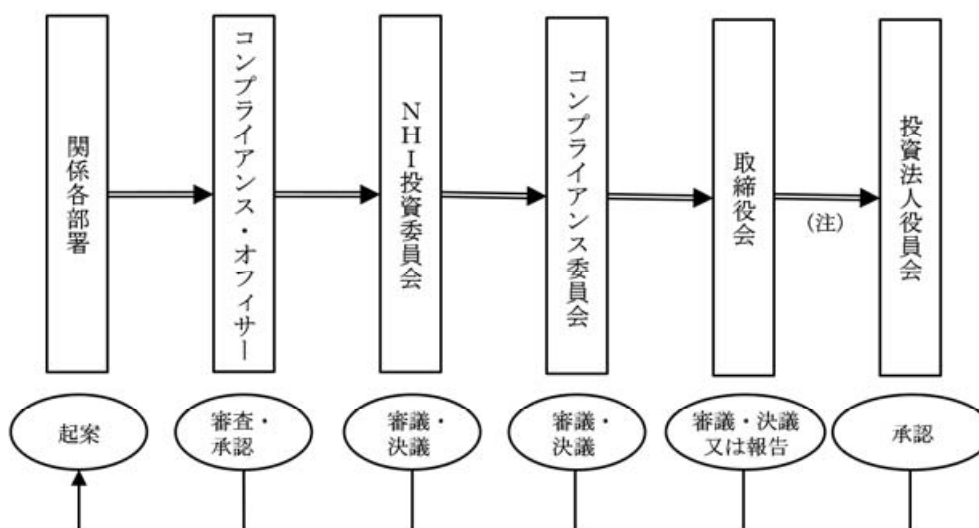 関係各部署
コンプライアンス・オフィサー
NHI投資委員会
コンプライアンス委員会
取締役会
(注)
投資法人役員会
起案
審査・
承認
審議・
決議
審議・
決議
審議・決議
又は報告
承認